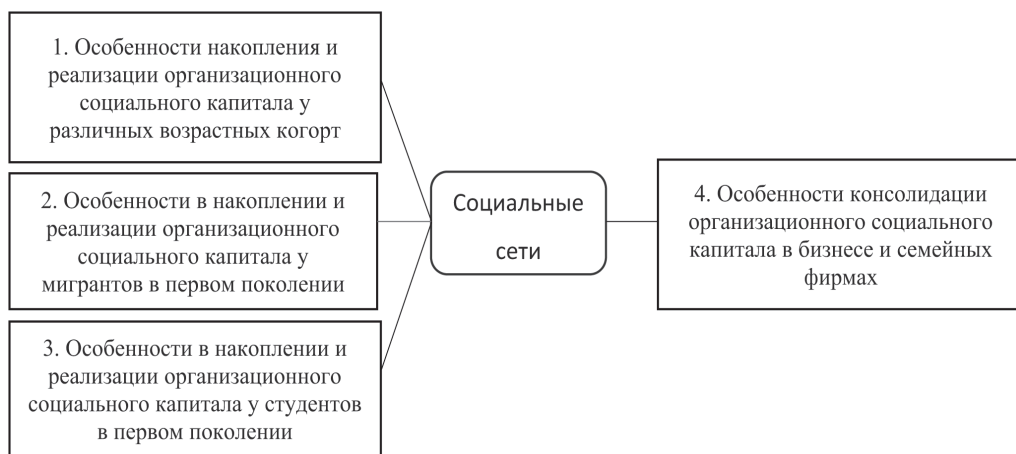 1. Особенности накопления и
реализации организационного
социального капитала у
различных возрастных когорт
2. Особенности в накоплении и
реализации организационного
социального капитала у
мигрантов в первом поколении
3. Особенности в накоплении и
реализации организационного
социального капитала у студентов
в первом поколении
Социальные
сети
4. Особенности консолидации
организационного социального
капитала в бизнесе и семейных
фирмах